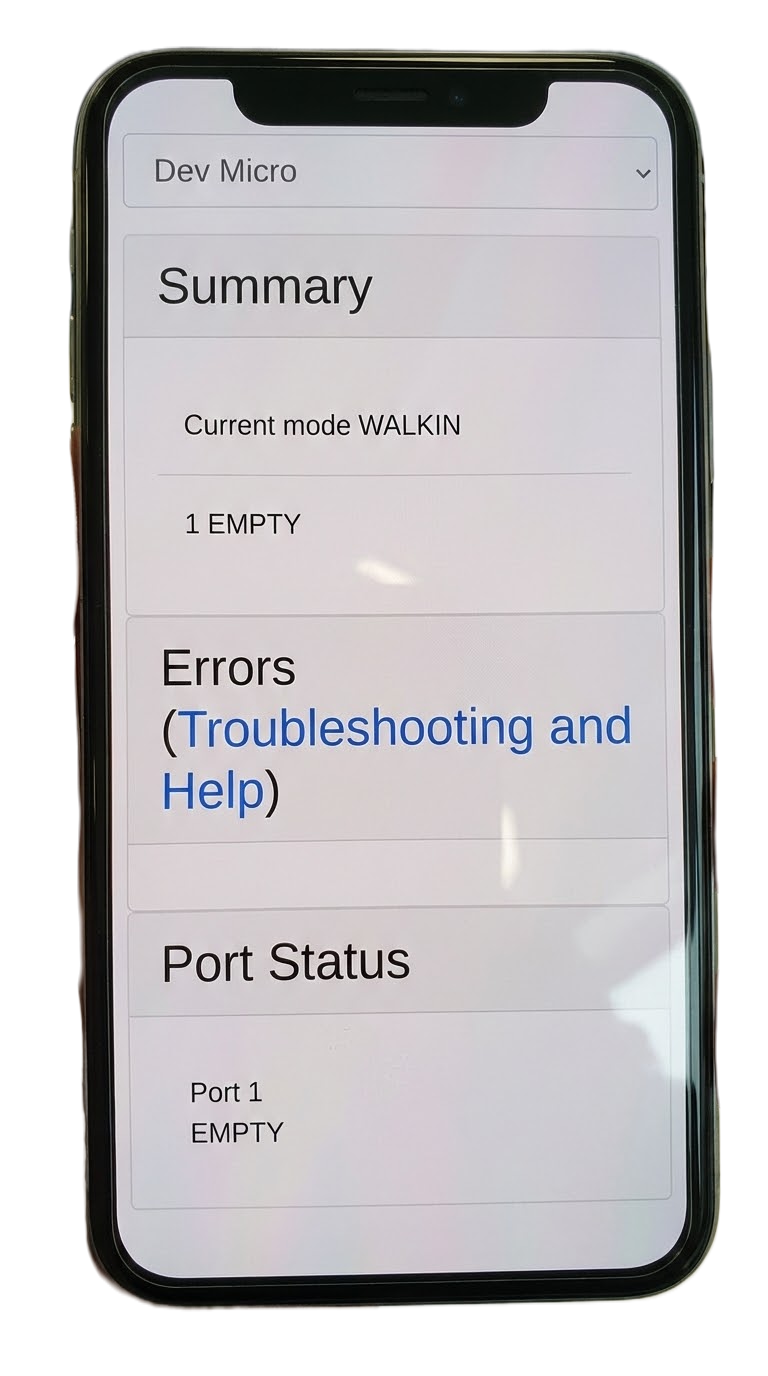 Dev Micro
Summary
Current mode WALKIN
1 EMPTY
Errors
(Troubleshooting and
Help)
Port Status
Port 1
EMPTY